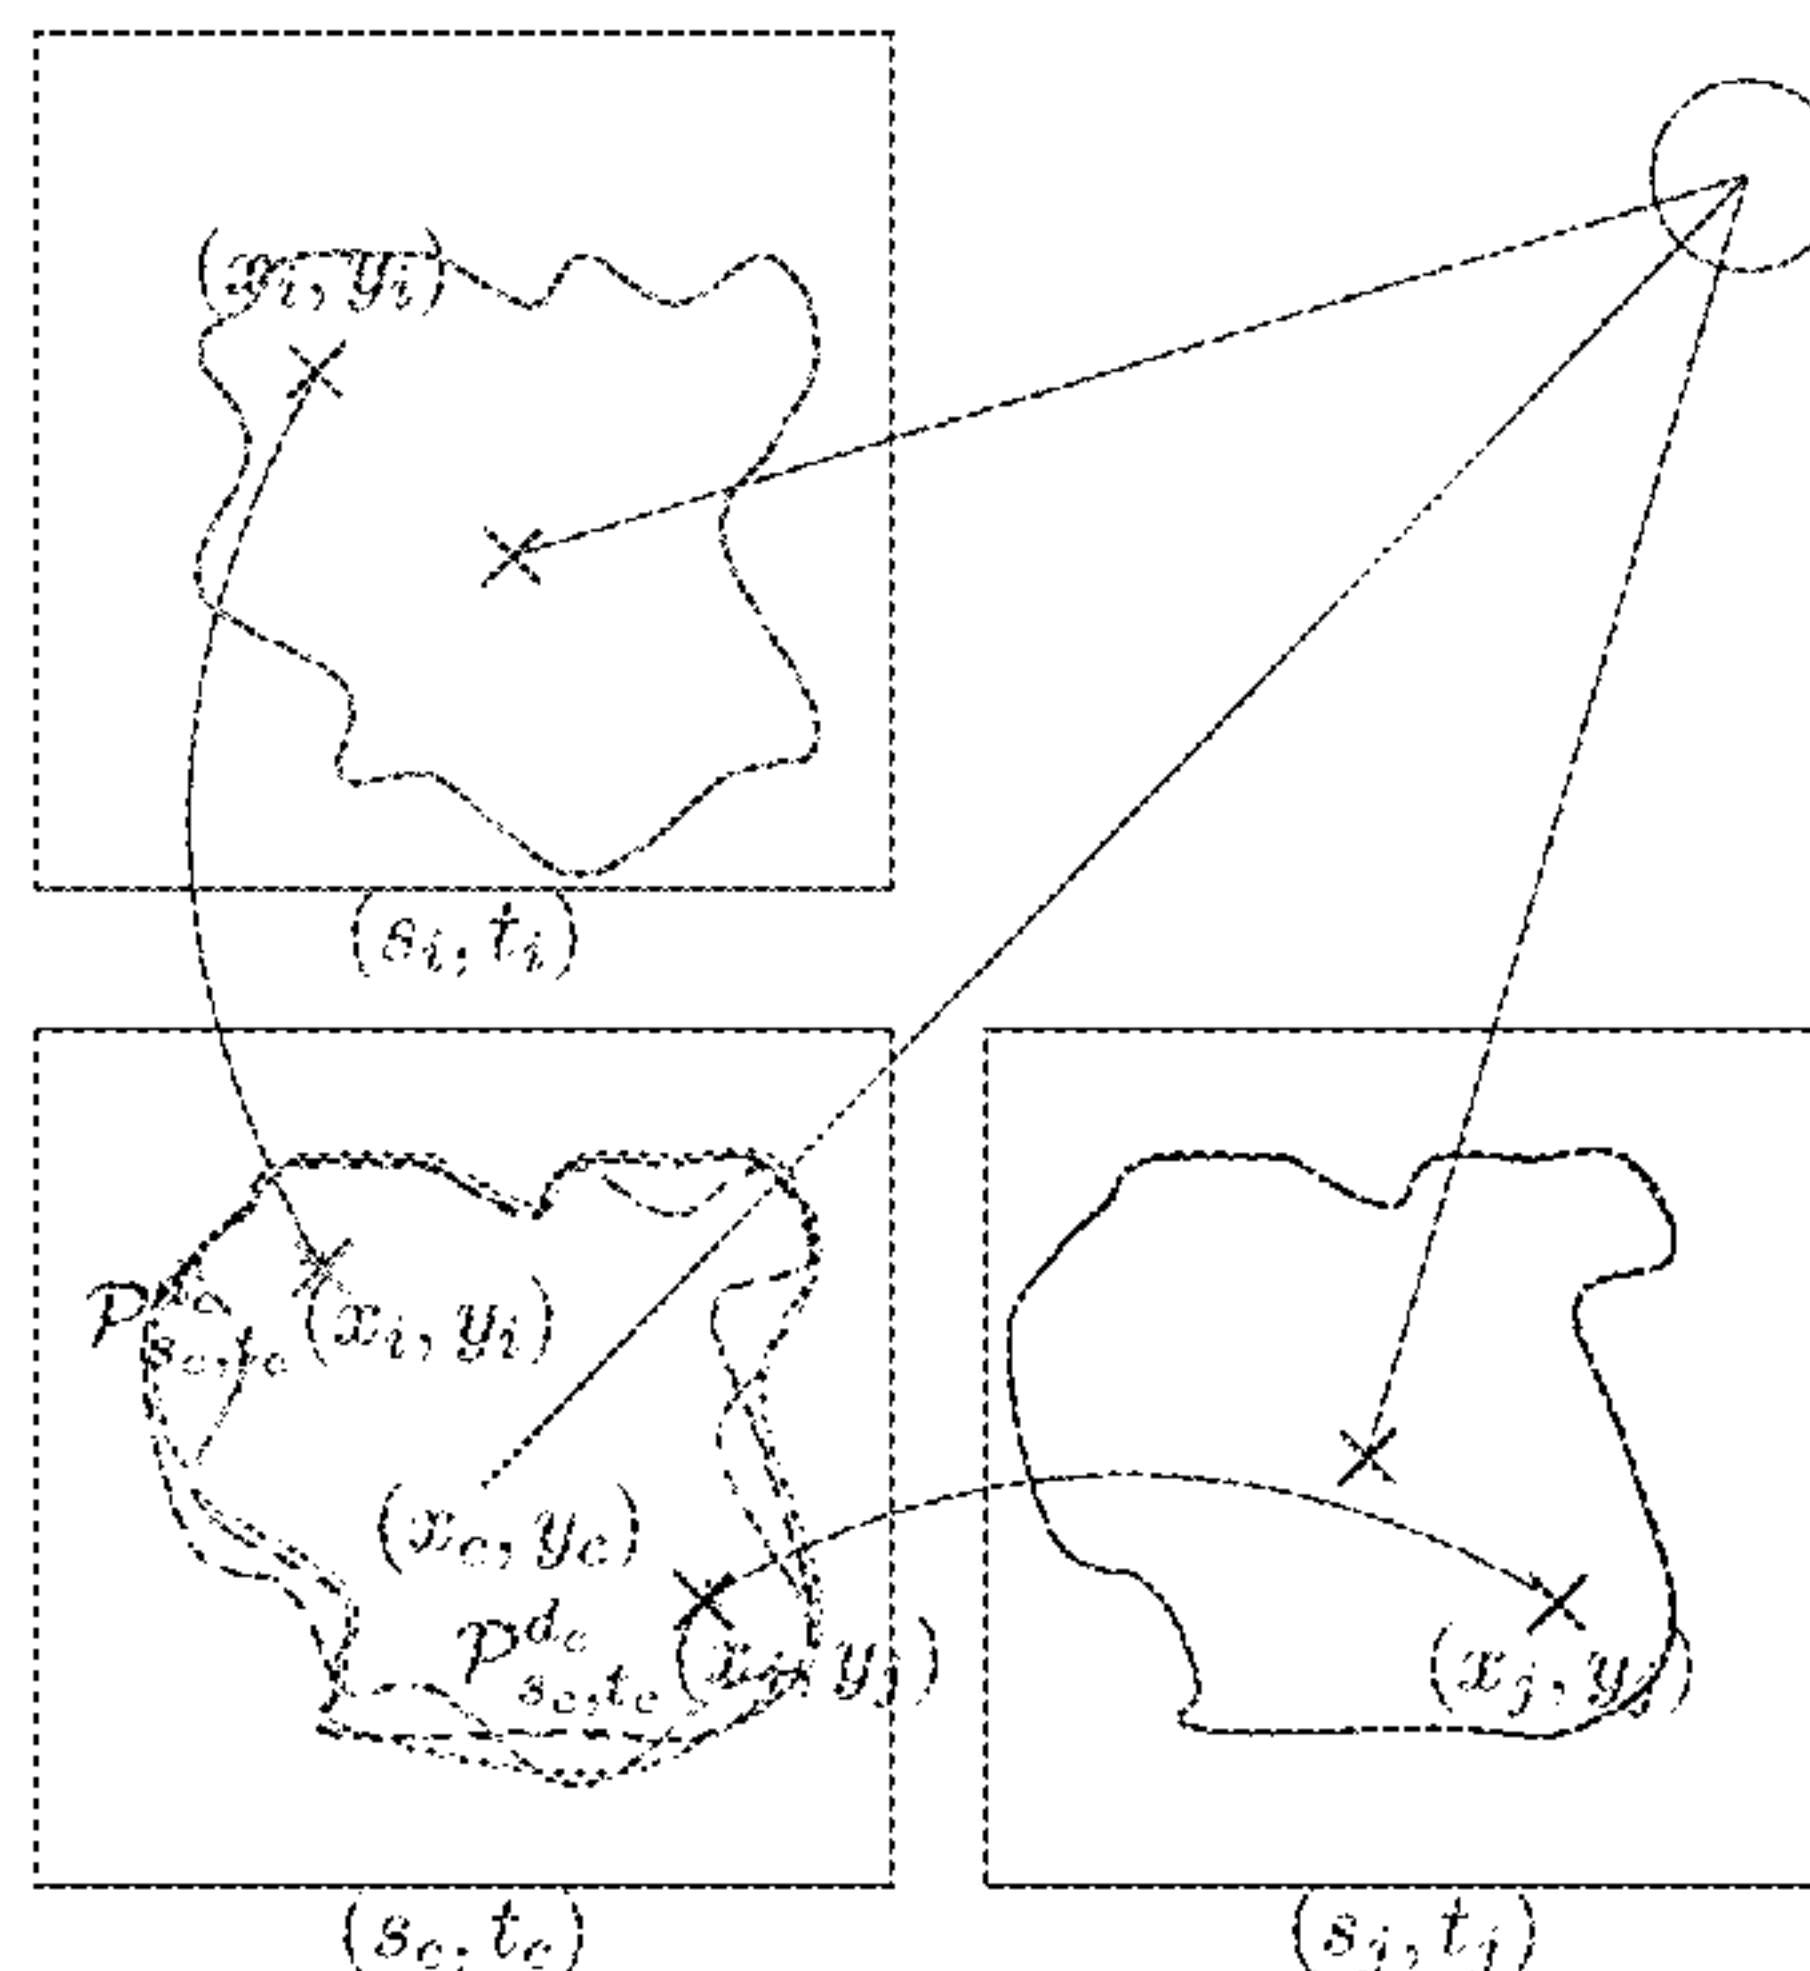 (x_i, y_i)
(s_i, t_i)
(x_i, y_i)
s_c, t_c
(x_c, y_c)
P^{d_c}_{s_c, t_c}
(x_j, y_j)
(x_j, y_j)
(s_c, t_c)
(s_j, t_j)